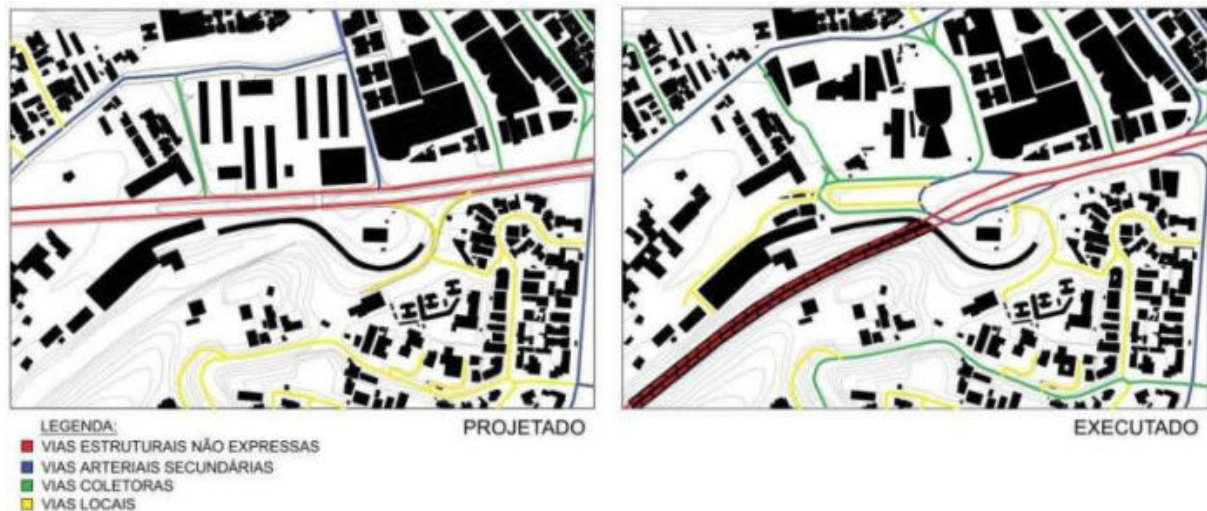 PROJETADO
EXECUTADO
LEGENDA:
VIAS ESTRUTURAIS NÃO EXPRESSAS
VIAS ARTERIAIS SECUNDÁRIAS
VIAS COLETORAS
VIAS LOCAIS